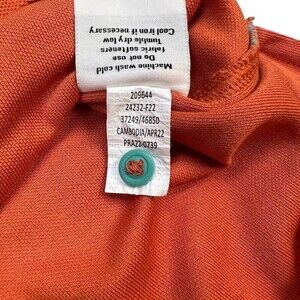 Machine wash cold
Do not use
fabric softeners
Tumble dry low
Cool iron if necessary
209644
24232-F22
37249/46850
CAMBODIA/APR22
PRA22-0739